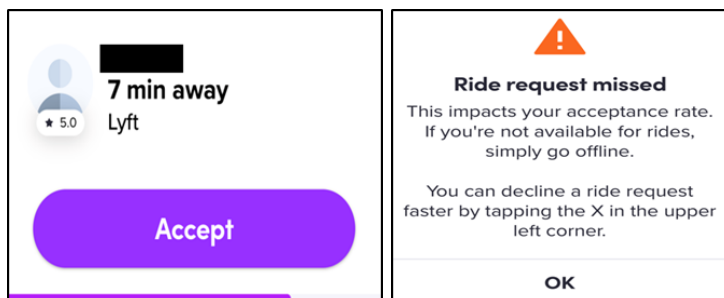 7 min away
★ 5.0
Lyft
Accept
Ride request missed
This impacts your acceptance rate.
If you're not available for rides,
simply go offline.
You can decline a ride request
faster by tapping the X in the upper
left corner.
OK